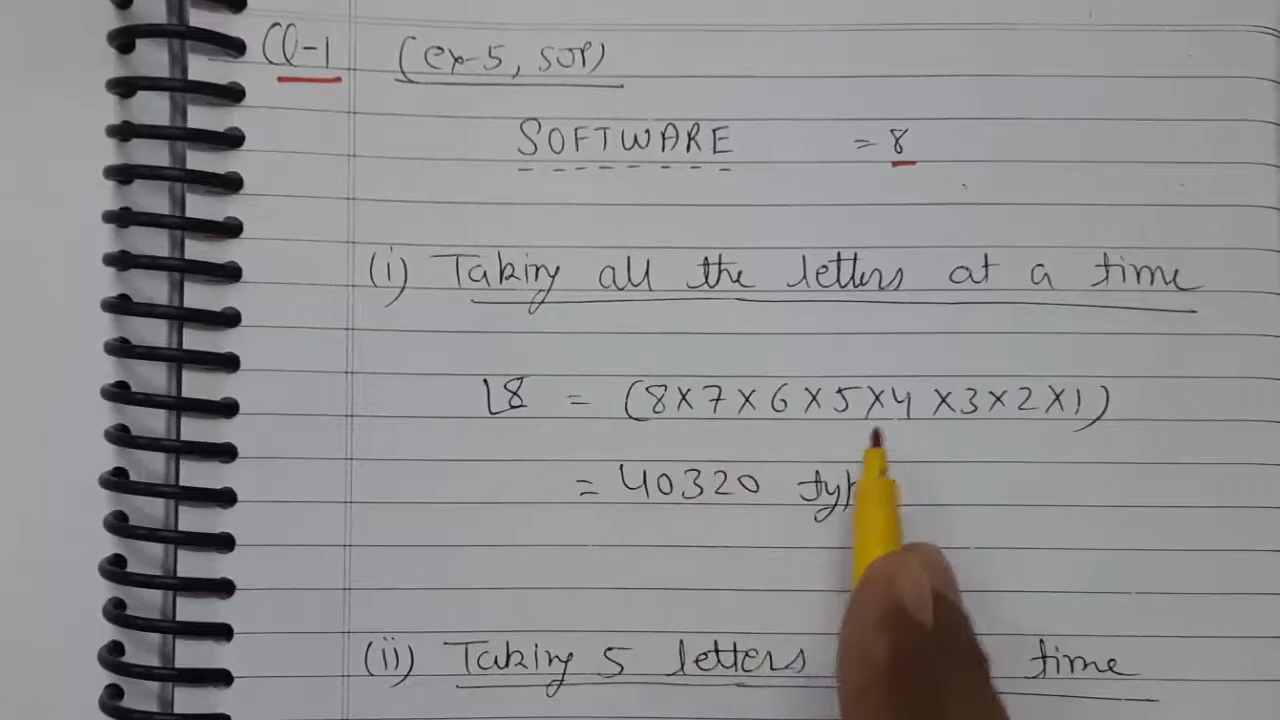 Q-1 (ex-5, SOP)
SOFTWARE = 8
(i) Taking all the letters at a time
⌊8 = (8×7×6×5×4×3×2×1)
= 40320
(ii) Taking 5 letters time